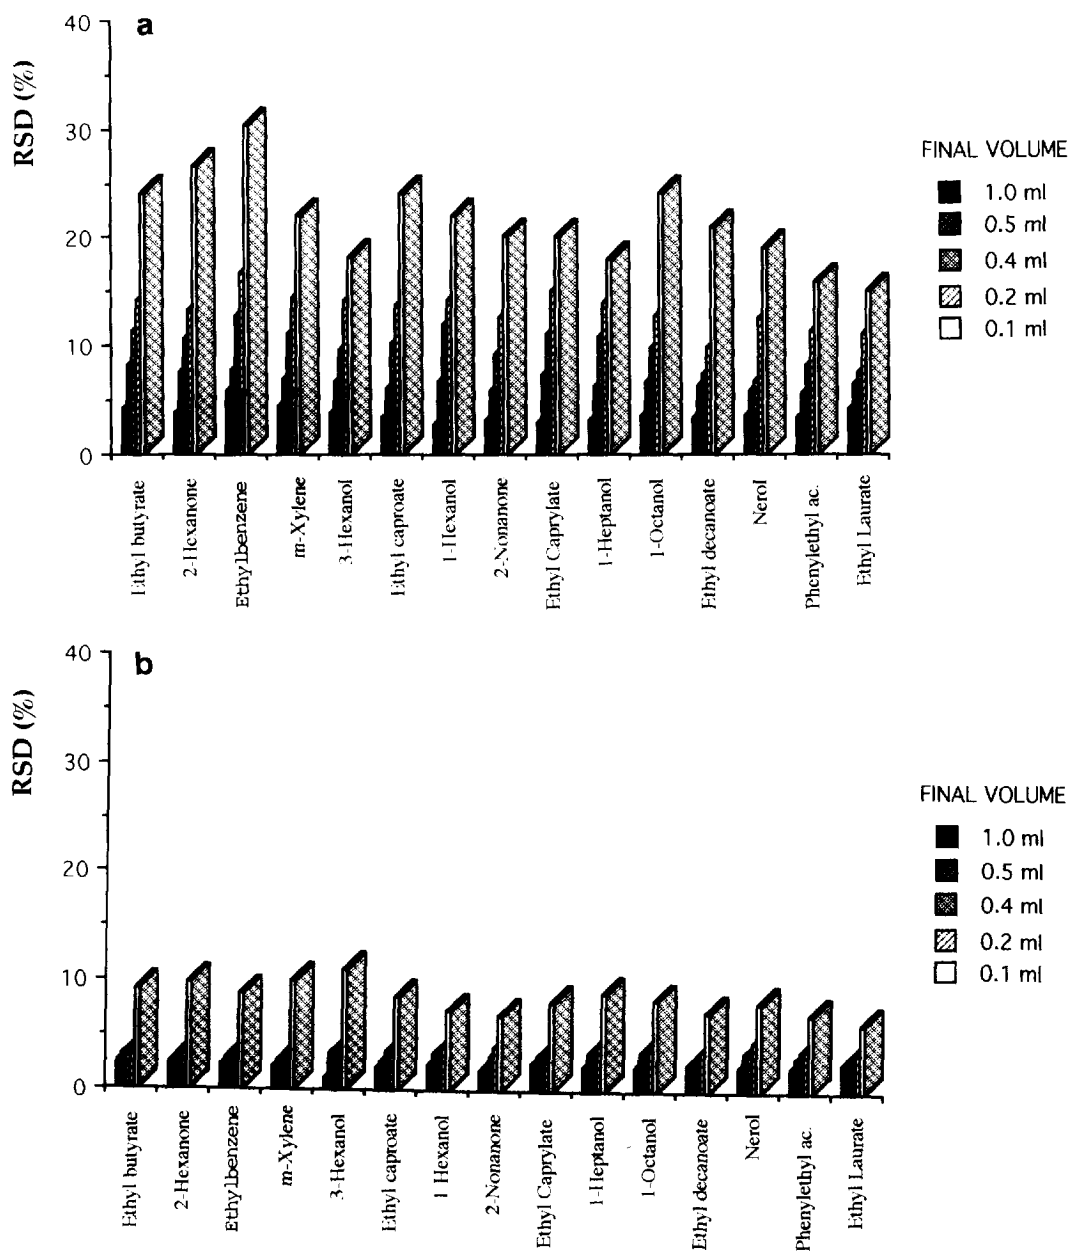 a
RSD (%)
40
30
20
10
0
FINAL VOLUME
1.0 ml
0.5 ml
0.4 ml
0.2 ml
0.1 ml
Ethyl butyrate
2-Hexanone
Ethylbenzene
m-Xylene
3-Hexanol
Ethyl caproate
1-Hexanol
2-Nonanone
Ethyl Caprylate
1-Heptanol
1-Octanol
Ethyl decanoate
Nerol
Phenylethyl ac.
Ethyl Laurate
b
RSD (%)
40
30
20
10
0
FINAL VOLUME
1.0 ml
0.5 ml
0.4 ml
0.2 ml
0.1 ml
Ethyl butyrate
2-Hexanone
Ethylbenzene
m-Xylene
3-Hexanol
Ethyl caproate
1 Hexanol
2-Nonanone
Ethyl Caprylate
1-Heptanol
1-Octanol
Ethyl decanoate
Nerol
Phenylethyl ac.
Ethyl Laurate